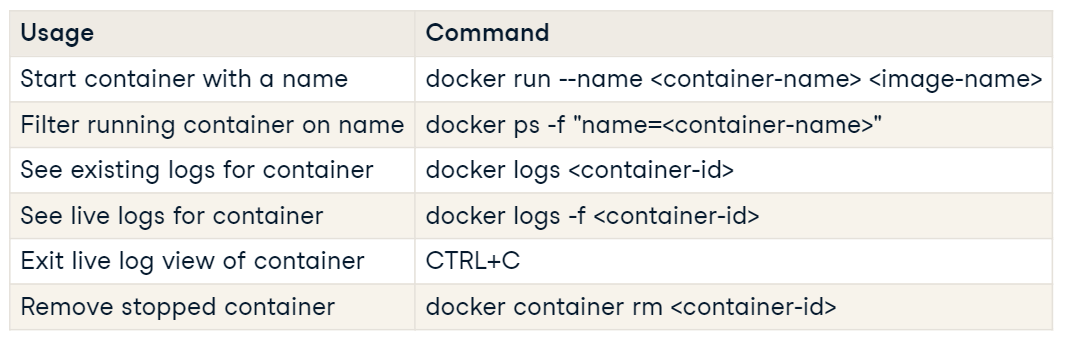 Usage Command
Start container with a name docker run --name <container-name> <image-name>
Filter running container on name docker ps -f "name=<container-name>"
See existing logs for container docker logs <container-id>
See live logs for container docker logs -f <container-id>
Exit live log view of container CTRL+C
Remove stopped container docker container rm <container-id>